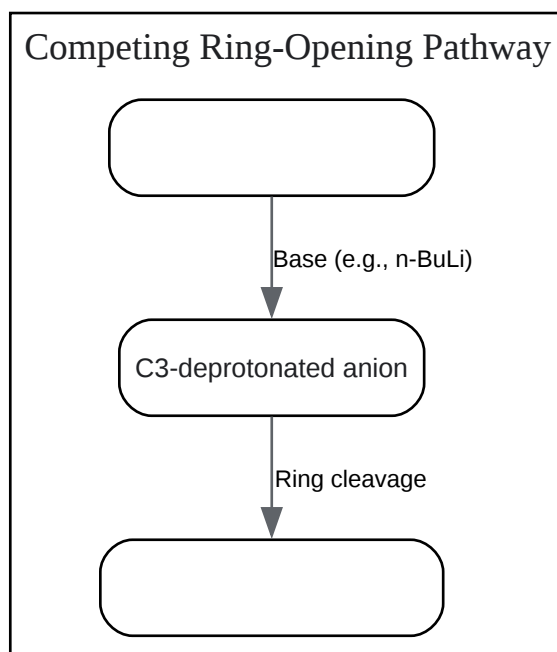 Competing Ring-Opening Pathway
Base (e.g., n-BuLi)
C3-deprotonated anion
Ring cleavage